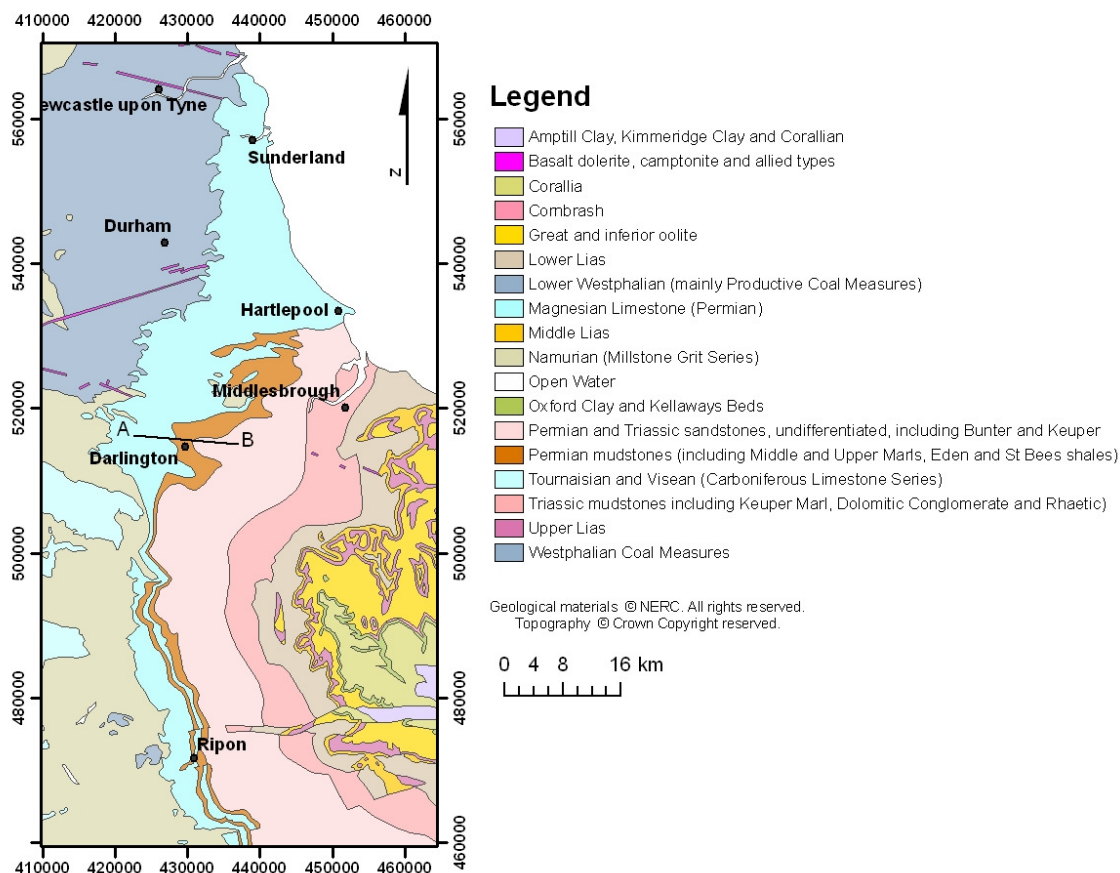 410000 420000 430000 440000 450000 460000
560000
540000
520000
500000
480000
460000
ewcastle upon Tyne
Sunderland
N
Durham
Hartlepool
Middlesbrough
A
B
Darlington
Ripon
560000
540000
520000
500000
480000
460000
410000 420000 430000 440000 450000 460000
Legend
Amptill Clay, Kimmeridge Clay and Corallian
Basalt dolerite, camptonite and allied types
Corallia
Cornbrash
Great and inferior oolite
Lower Lias
Lower Westphalian (mainly Productive Coal Measures)
Magnesian Limestone (Permian)
Middle Lias
Namurian (Millstone Grit Series)
Open Water
Oxford Clay and Kellaways Beds
Permian and Triassic sandstones, undifferentiated, including Bunter and Keuper
Permian mudstones (including Middle and Upper Marls, Eden and St Bees shales)
Tournaisian and Visean (Carboniferous Limestone Series)
Triassic mudstones including Keuper Marl, Dolomitic Conglomerate and Rhaetic)
Upper Lias
Westphalian Coal Measures
Geological materials © NERC. All rights reserved.
Topography © Crown Copyright reserved.
0 4 8 16 km